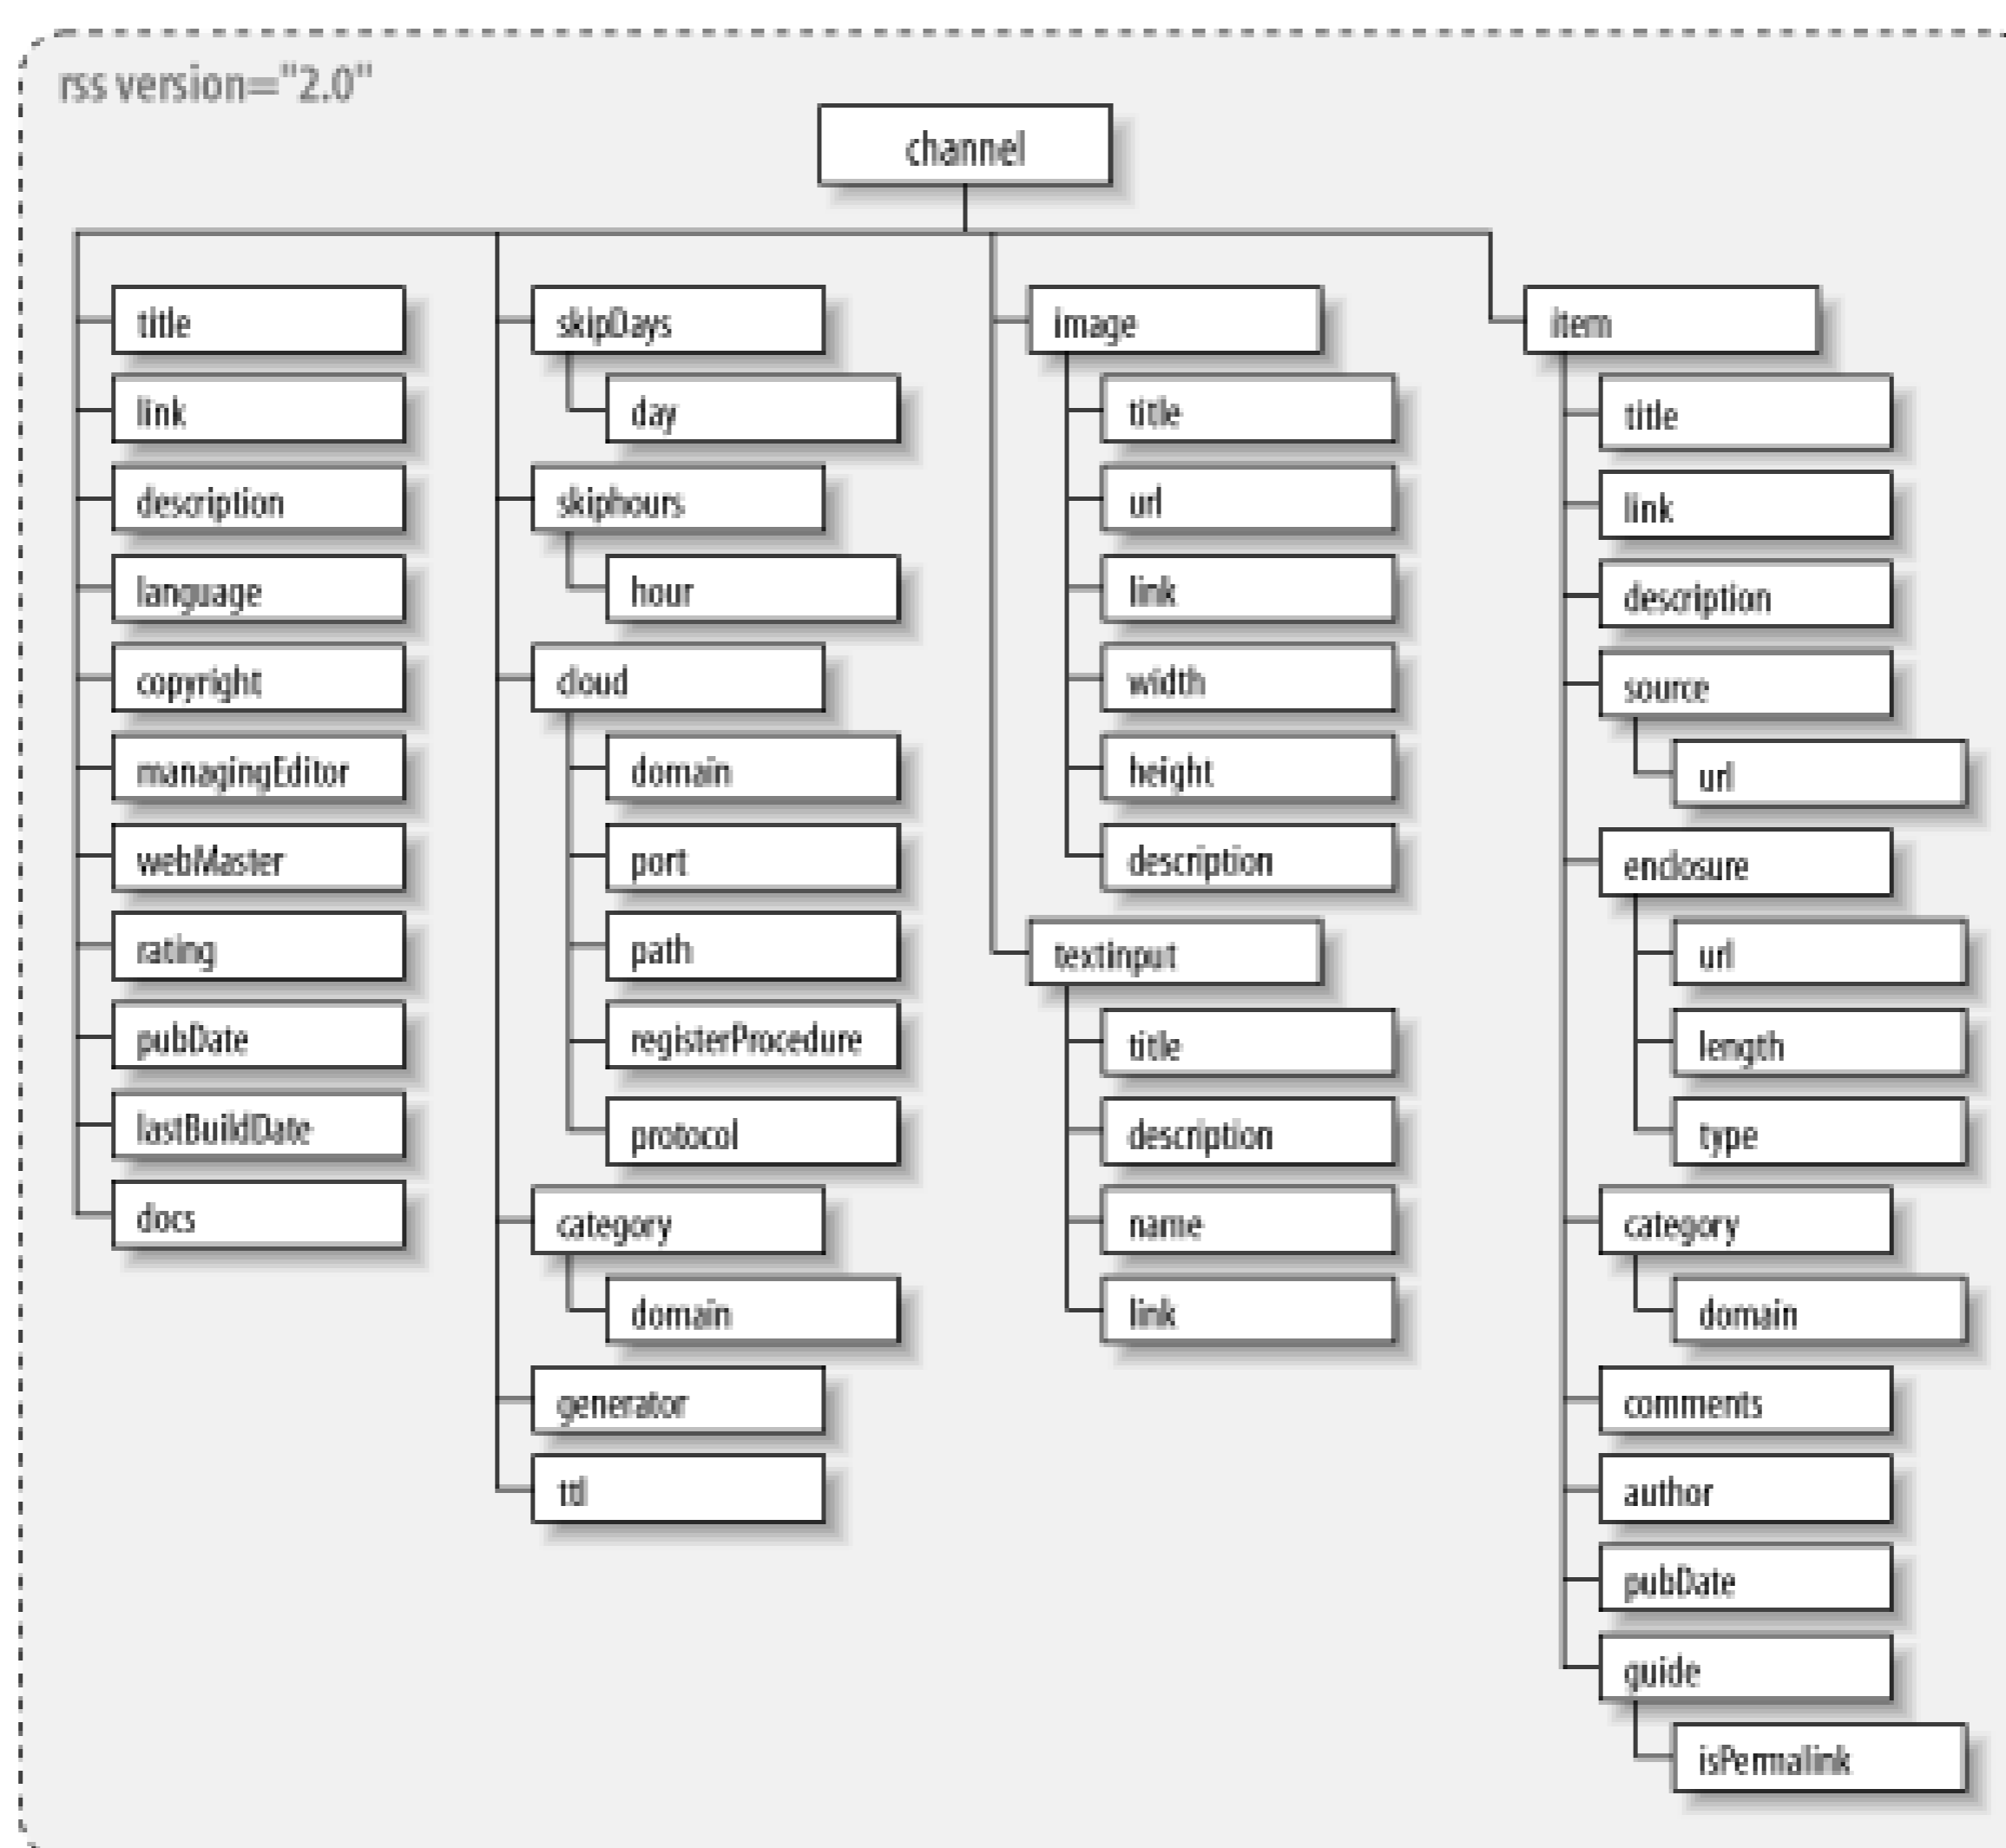 rss version="2.0"
channel
title
link
description
language
copyright
managingEditor
webMaster
rating
pubDate
lastBuildDate
docs
skipDays
day
skiphours
hour
cloud
domain
port
path
registerProcedure
protocol
category
domain
generator
ttl
image
title
url
link
width
height
description
textinput
title
description
name
link
item
title
link
description
source
url
enclosure
url
length
type
category
domain
comments
author
pubDate
guide
isPermalink